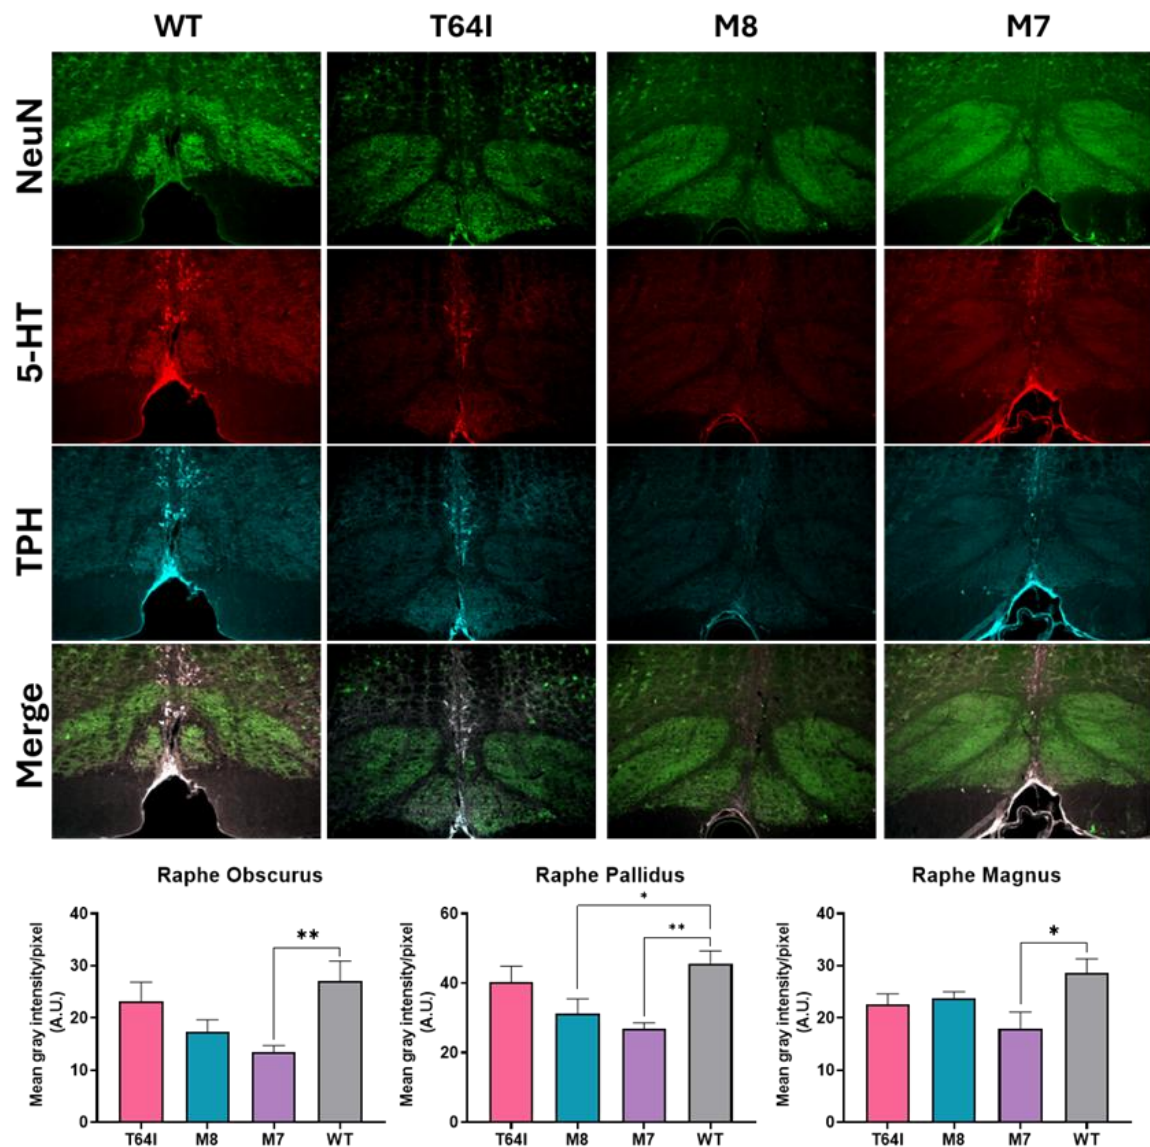 WT T64I M8 M7
NeuN
5-HT
TPH
Merge
Raphe Obscurus
Mean gray intensity/pixel
(A.U.)
40
30
20
10
0
**
T64I M8 M7 WT
Raphe Pallidus
Mean gray intensity/pixel
(A.U.)
60
40
20
0
*
**
T64I M8 M7 WT
Raphe Magnus
Mean gray intensity/pixel
(A.U.)
40
30
20
10
0
*
T64I M8 M7 WT